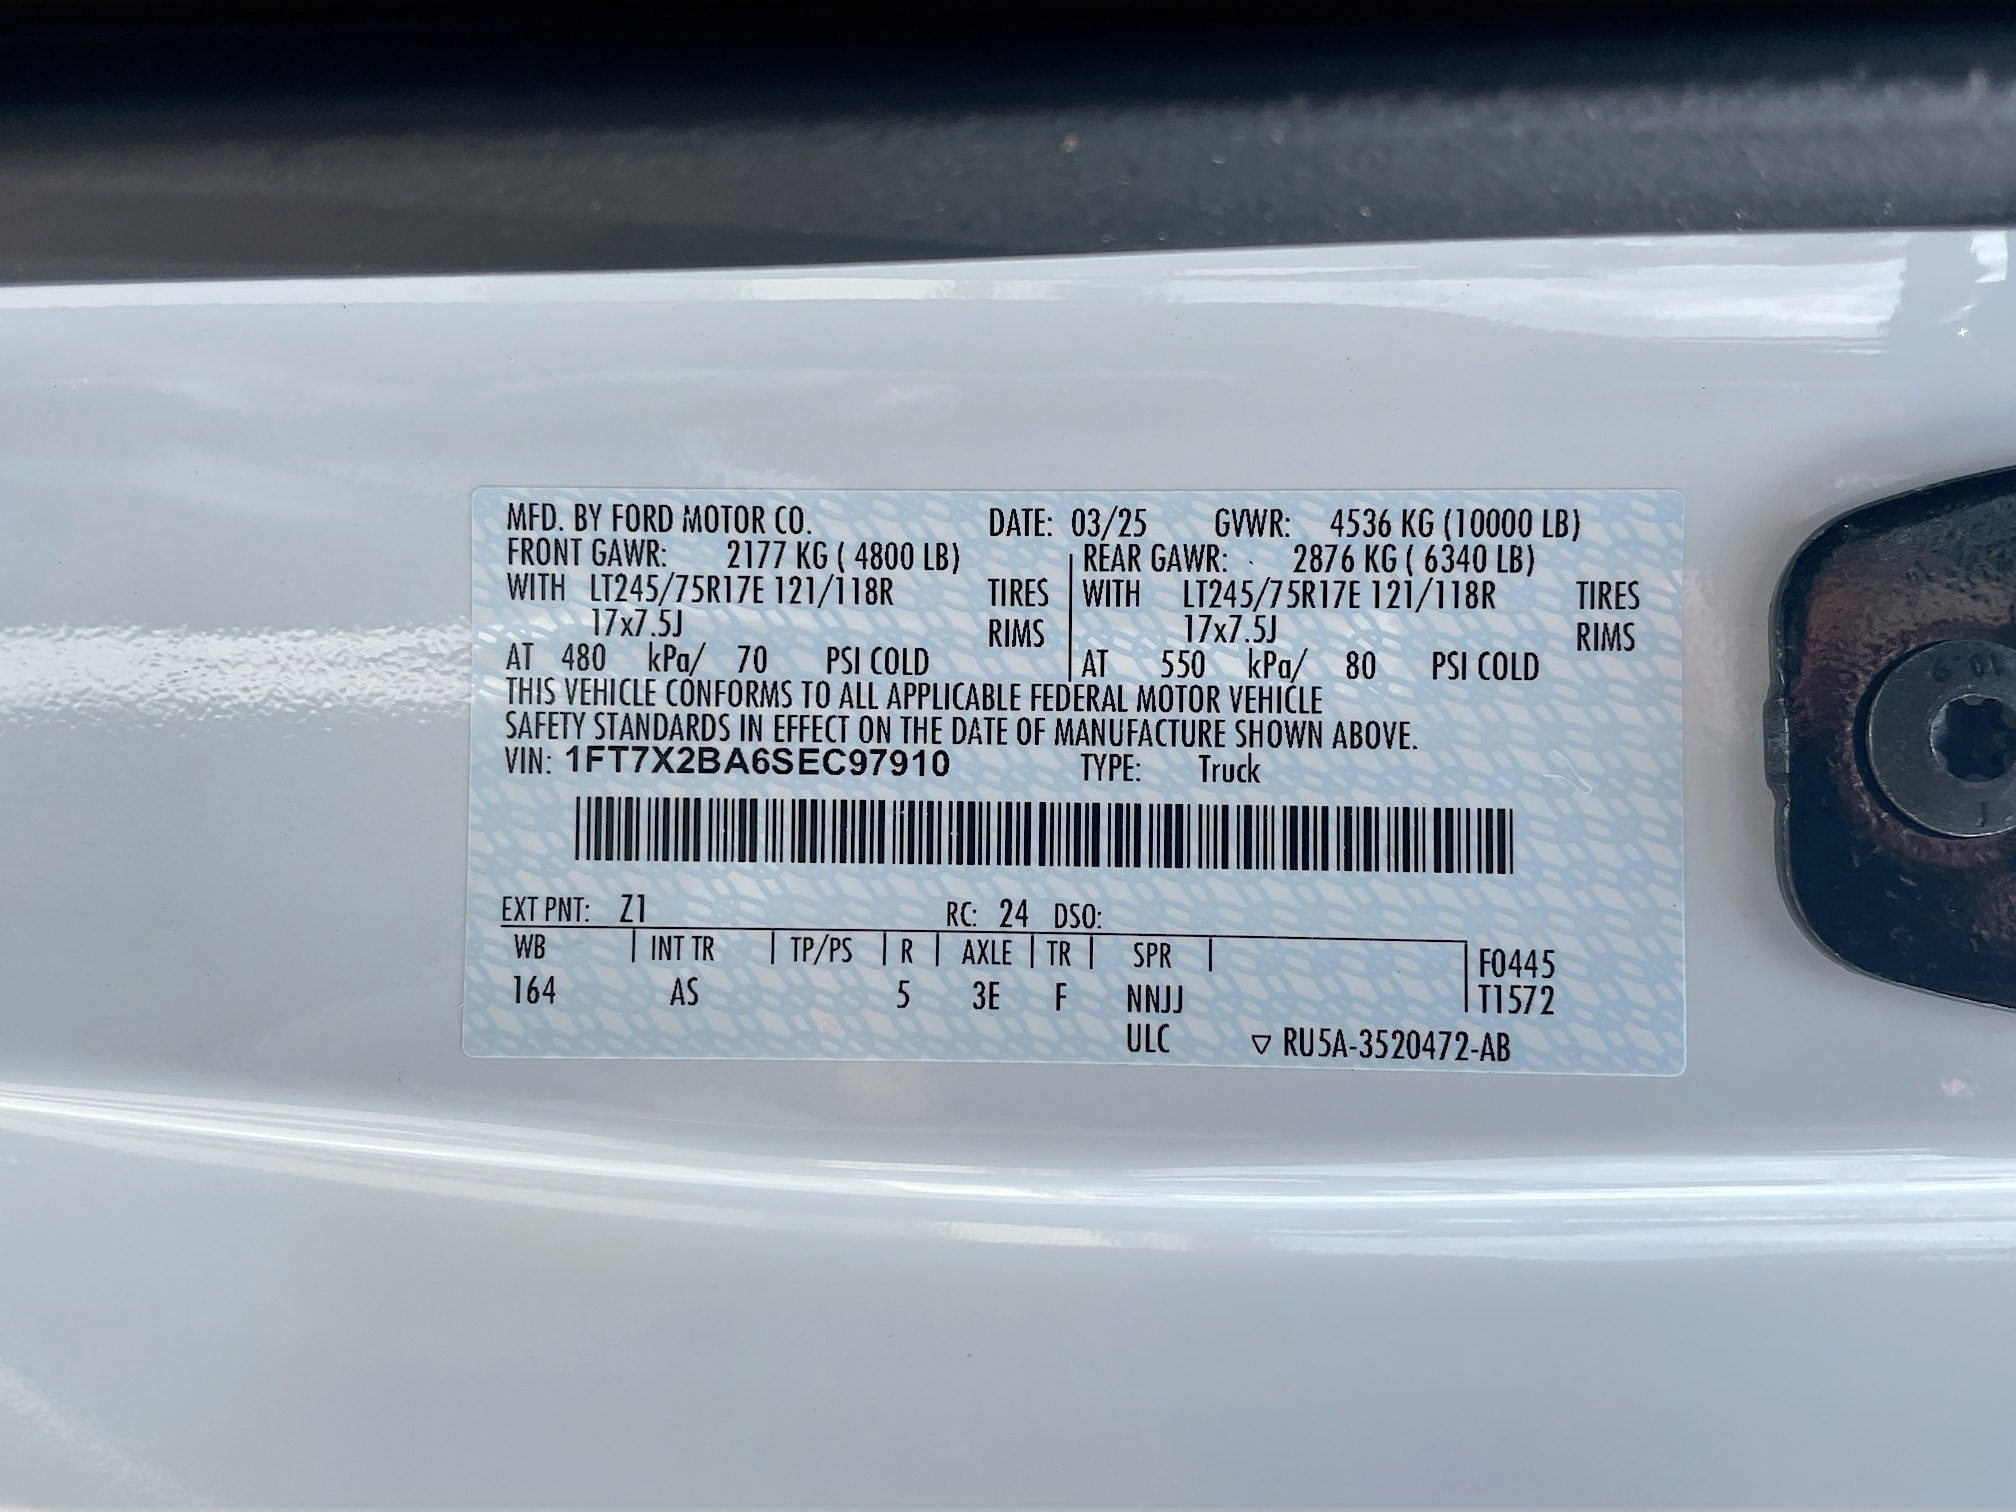 MFD. BY FORD MOTOR CO. DATE: 03/25 GVWR: 4536 KG (10000 LB)
FRONT GAWR: 2177 KG ( 4800 LB) REAR GAWR: 2876 KG ( 6340 LB)
WITH LT245/75R17E 121/118R TIRES WITH LT245/75R17E 121/118R TIRES
17x7.5J RIMS 17x7.5J RIMS
AT 480 kPa/ 70 PSI COLD AT 550 kPa/ 80 PSI COLD
THIS VEHICLE CONFORMS TO ALL APPLICABLE FEDERAL MOTOR VEHICLE
SAFETY STANDARDS IN EFFECT ON THE DATE OF MANUFACTURE SHOWN ABOVE.
VIN: 1FT7X2BA6SEC97910 TYPE: Truck
EXT PNT: Z1 RC: 24 DSO:
WB INT TR TP/PS R AXLE TR SPR F0445
164 AS 5 3E F NNJJ T1572
ULC ▽ RU5A-3520472-AB